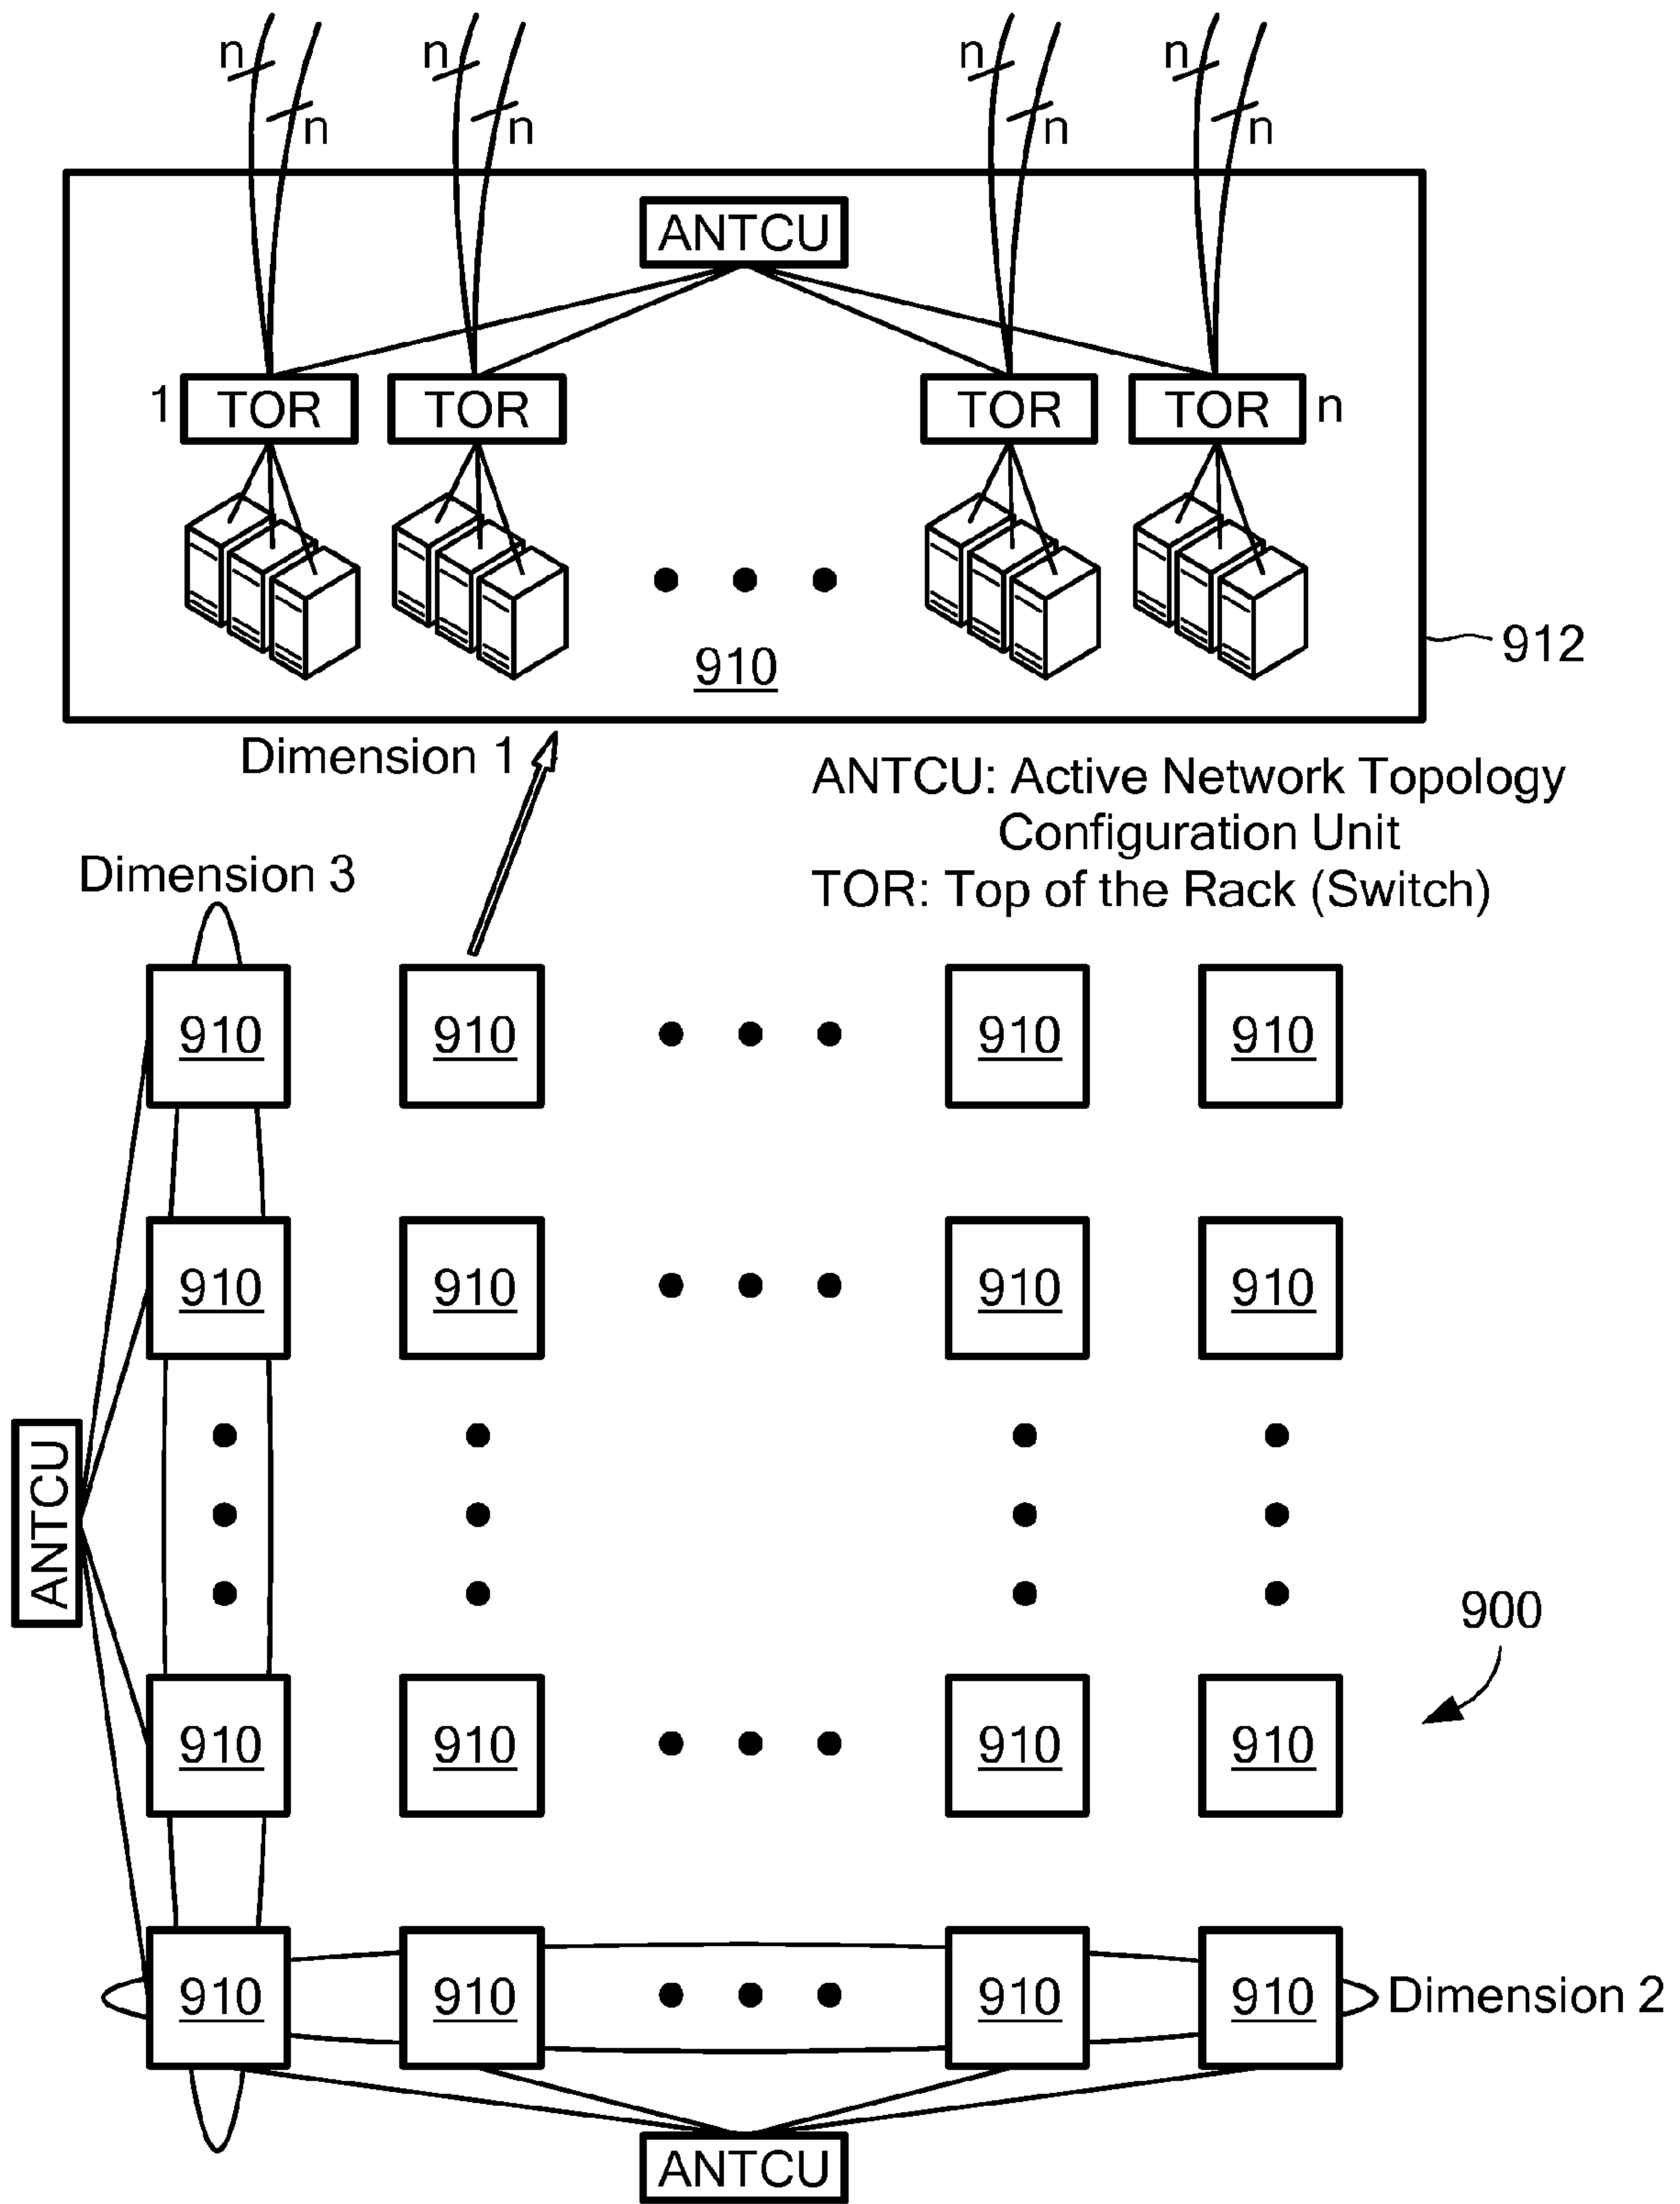 n n n n
n n n n
ANTCU
1 TOR TOR TOR TOR n
910
912
Dimension 1
ANTCU: Active Network Topology
Configuration Unit
TOR: Top of the Rack (Switch)
Dimension 3
910 910 910 910
910 910 910 910
ANTCU
900
910 910 910 910
910 910 910 910 Dimension 2
ANTCU